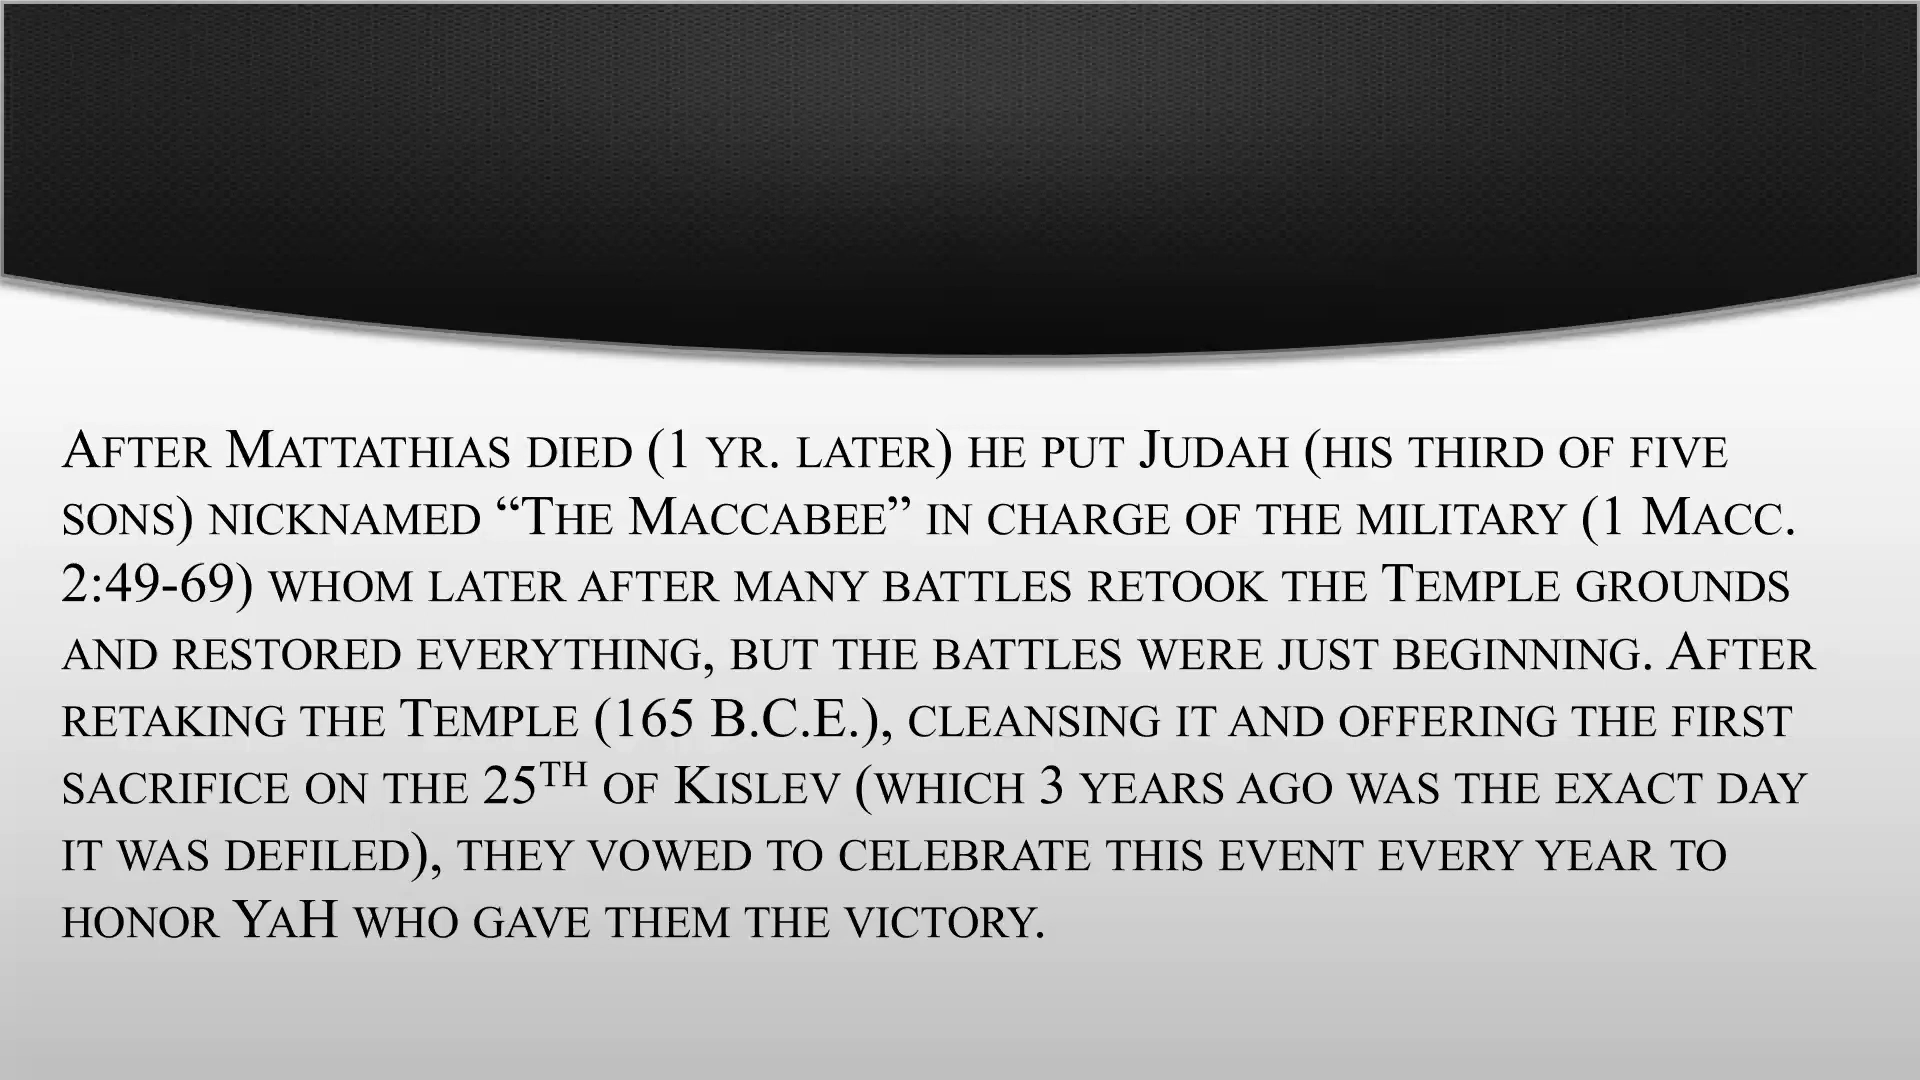 After Mattathias died (1 yr. later) he put Judah (his third of five
sons) nicknamed “The Maccabee” in charge of the military (1 Macc.
2:49-69) whom later after many battles retook the Temple grounds
and restored everything, but the battles were just beginning. After
retaking the Temple (165 B.C.E.), cleansing it and offering the first
sacrifice on the 25th of Kislev (which 3 years ago was the exact day
it was defiled), they vowed to celebrate this event every year to
honor YaH who gave them the victory.